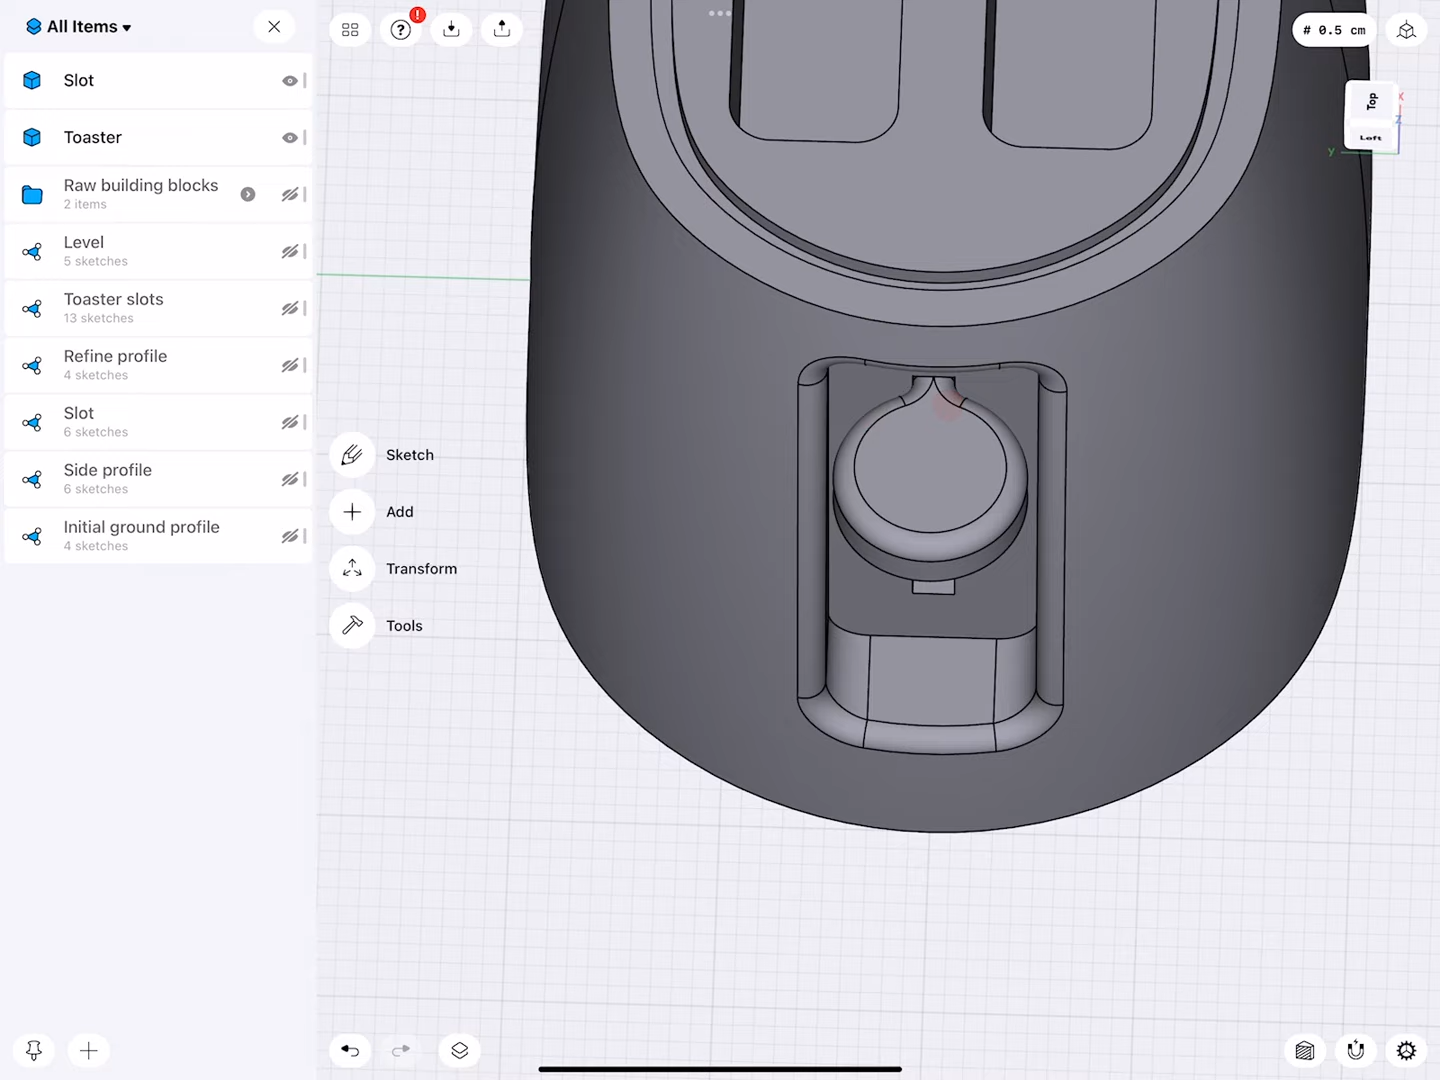 All Items
Slot
Toaster
Raw building blocks
2 items
Level
5 sketches
Toaster slots
13 sketches
Refine profile
4 sketches
Slot
6 sketches
Side profile
6 sketches
Initial ground profile
4 sketches
Sketch
Add
Transform
Tools
# 0.5 cm
Top
Left
X
Z
Y